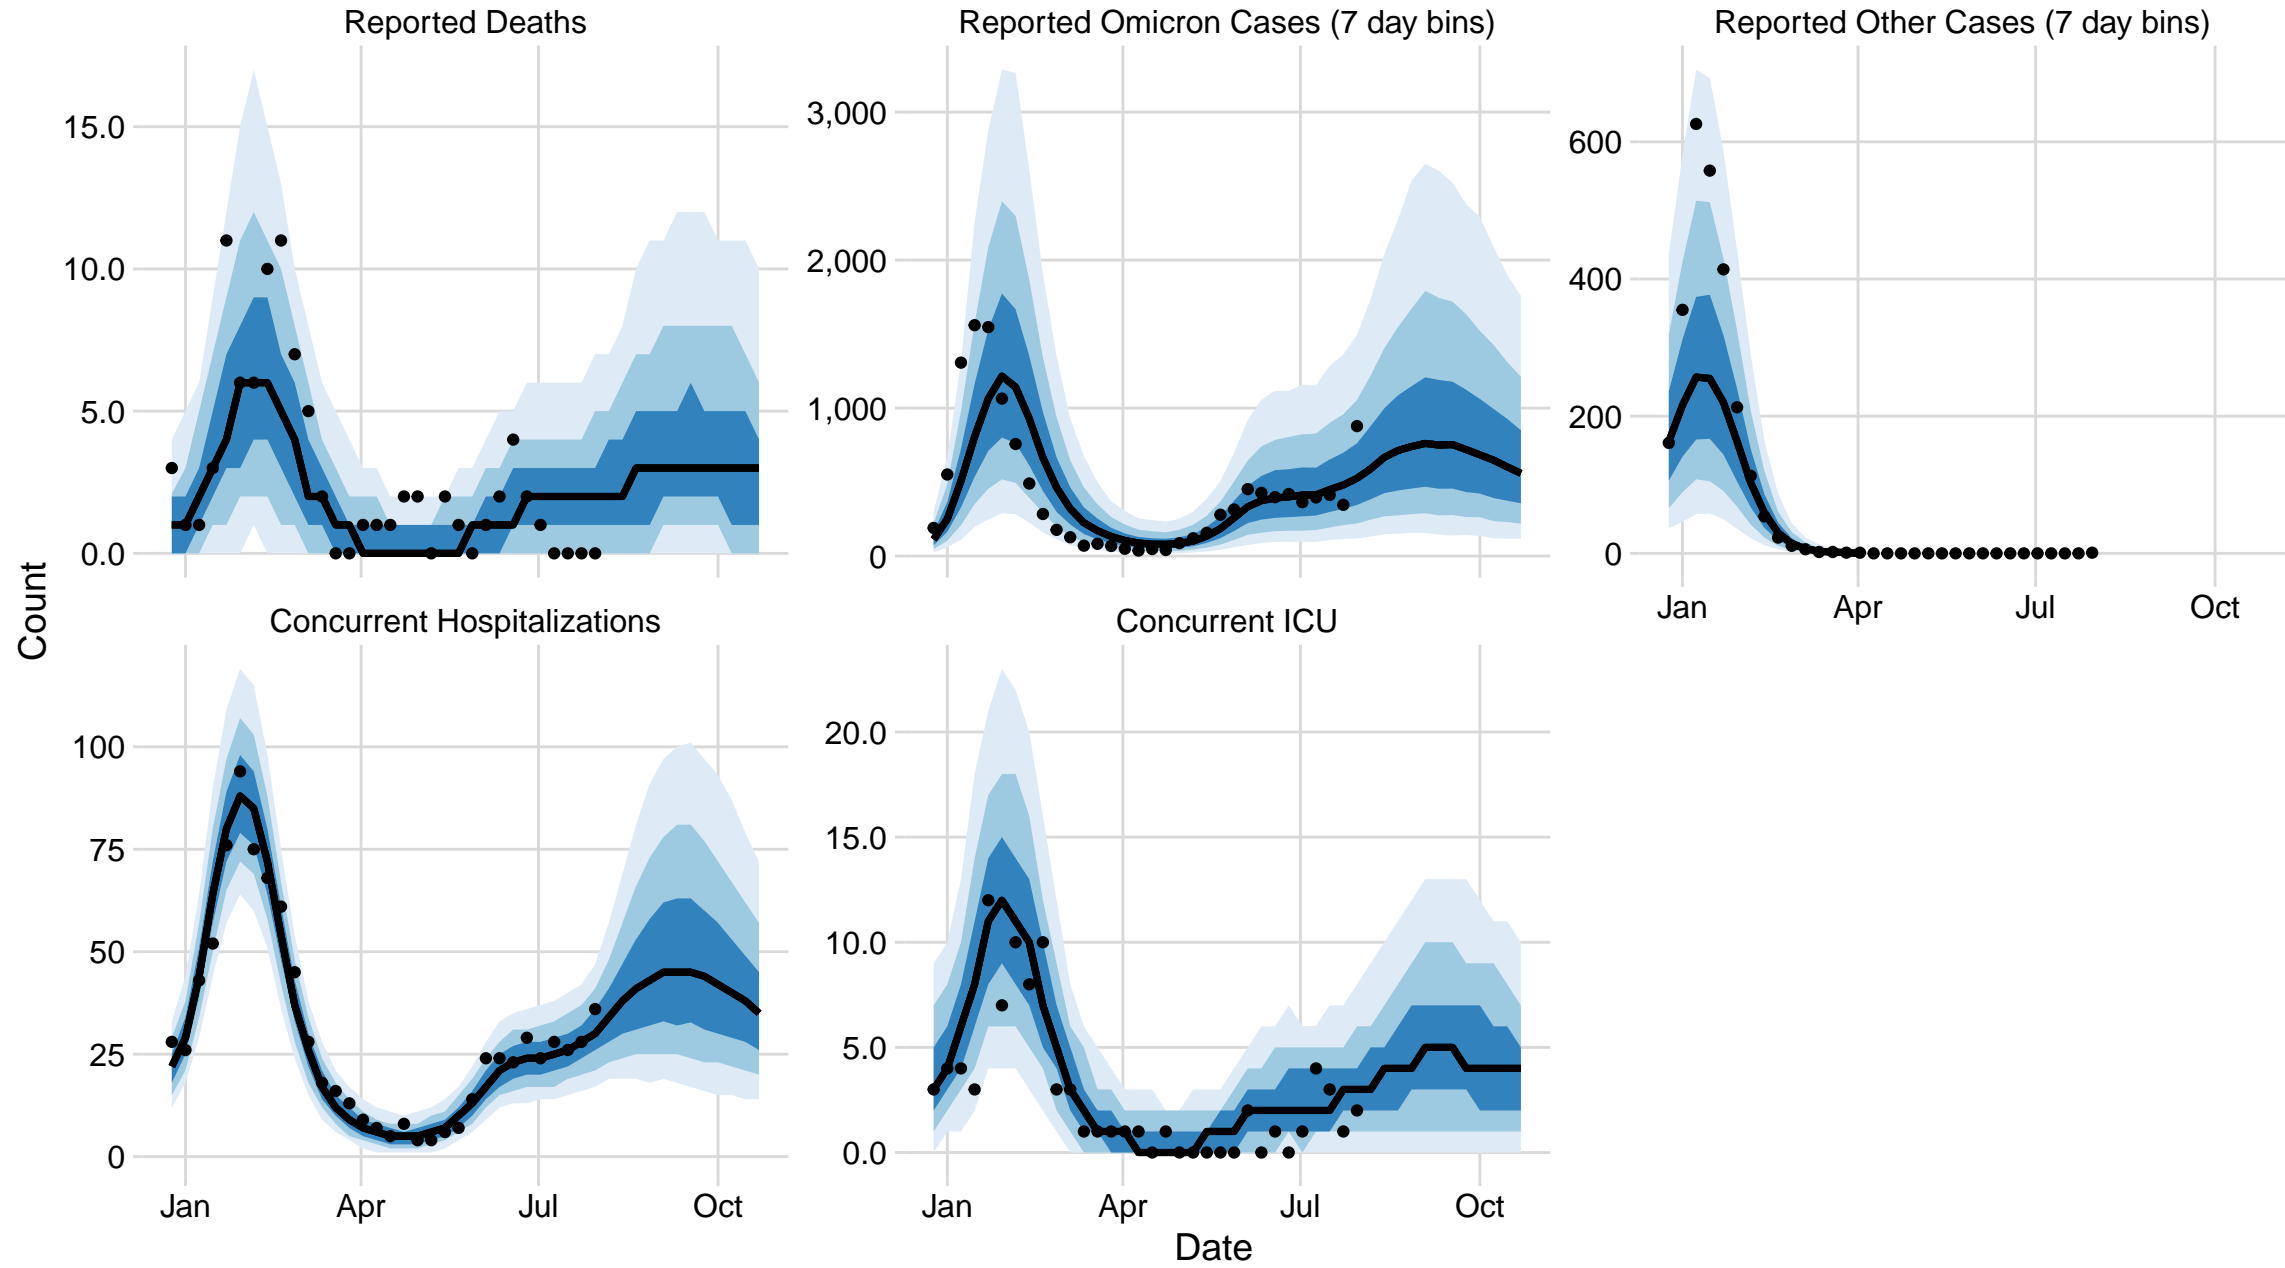 Reported Deaths
Reported Omicron Cases (7 day bins)
Reported Other Cases (7 day bins)
15.0
10.0
5.0
0.0
3,000
2,000
1,000
0
600
400
200
0
Jan Apr Jul Oct
Count
Concurrent Hospitalizations
Concurrent ICU
100
75
50
25
0
20.0
15.0
10.0
5.0
0.0
Jan Apr Jul Oct
Jan Apr Jul Oct
Date